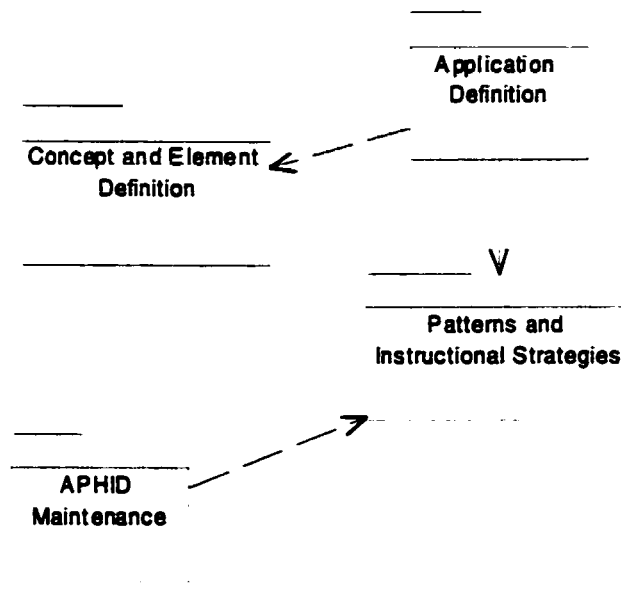 Application
Definition
Concept and Element
Definition
Patterns and
Instructional Strategies
APHID
Maintenance